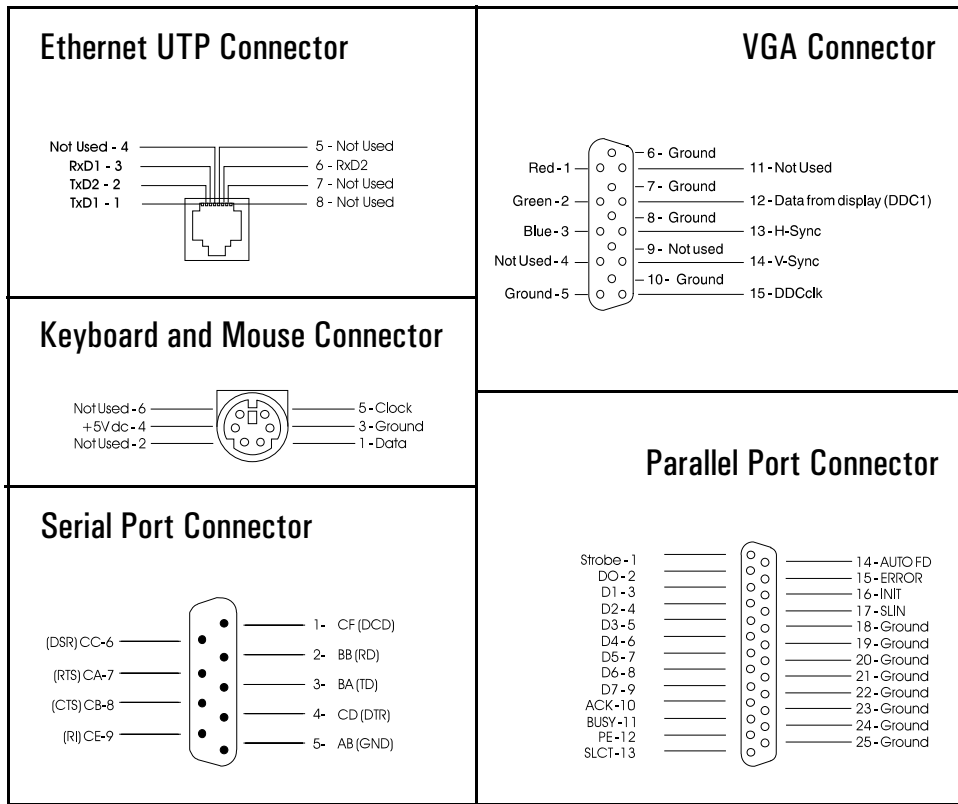 Ethernet UTP Connector
Not Used - 4
RxD1 - 3
TxD2 - 2
TxD1 - 1
5 - Not Used
6 - RxD2
7 - Not Used
8 - Not Used
VGA Connector
Red - 1
Green - 2
Blue - 3
Not Used - 4
Ground - 5
6 - Ground
7 - Ground
8 - Ground
9 - Not used
10 - Ground
11 - Not Used
12 - Data from display (DDC1)
13 - H-Sync
14 - V-Sync
15 - DDCclk
Keyboard and Mouse Connector
Not Used - 6
+5V dc - 4
Not Used - 2
5 - Clock
3 - Ground
1 - Data
Serial Port Connector
(DSR) CC-6
(RTS) CA-7
(CTS) CB-8
(RI) CE-9
1- CF (DCD)
2- BB (RD)
3- BA (TD)
4- CD (DTR)
5- AB (GND)
Parallel Port Connector
Strobe - 1
DO - 2
D1 - 3
D2 - 4
D3 - 5
D4 - 6
D5 - 7
D6 - 8
D7 - 9
ACK - 10
BUSY - 11
PE - 12
SLCT - 13
14 - AUTO FD
15 - ERROR
16 - INIT
17 - SLIN
18 - Ground
19 - Ground
20 - Ground
21 - Ground
22 - Ground
23 - Ground
24 - Ground
25 - Ground